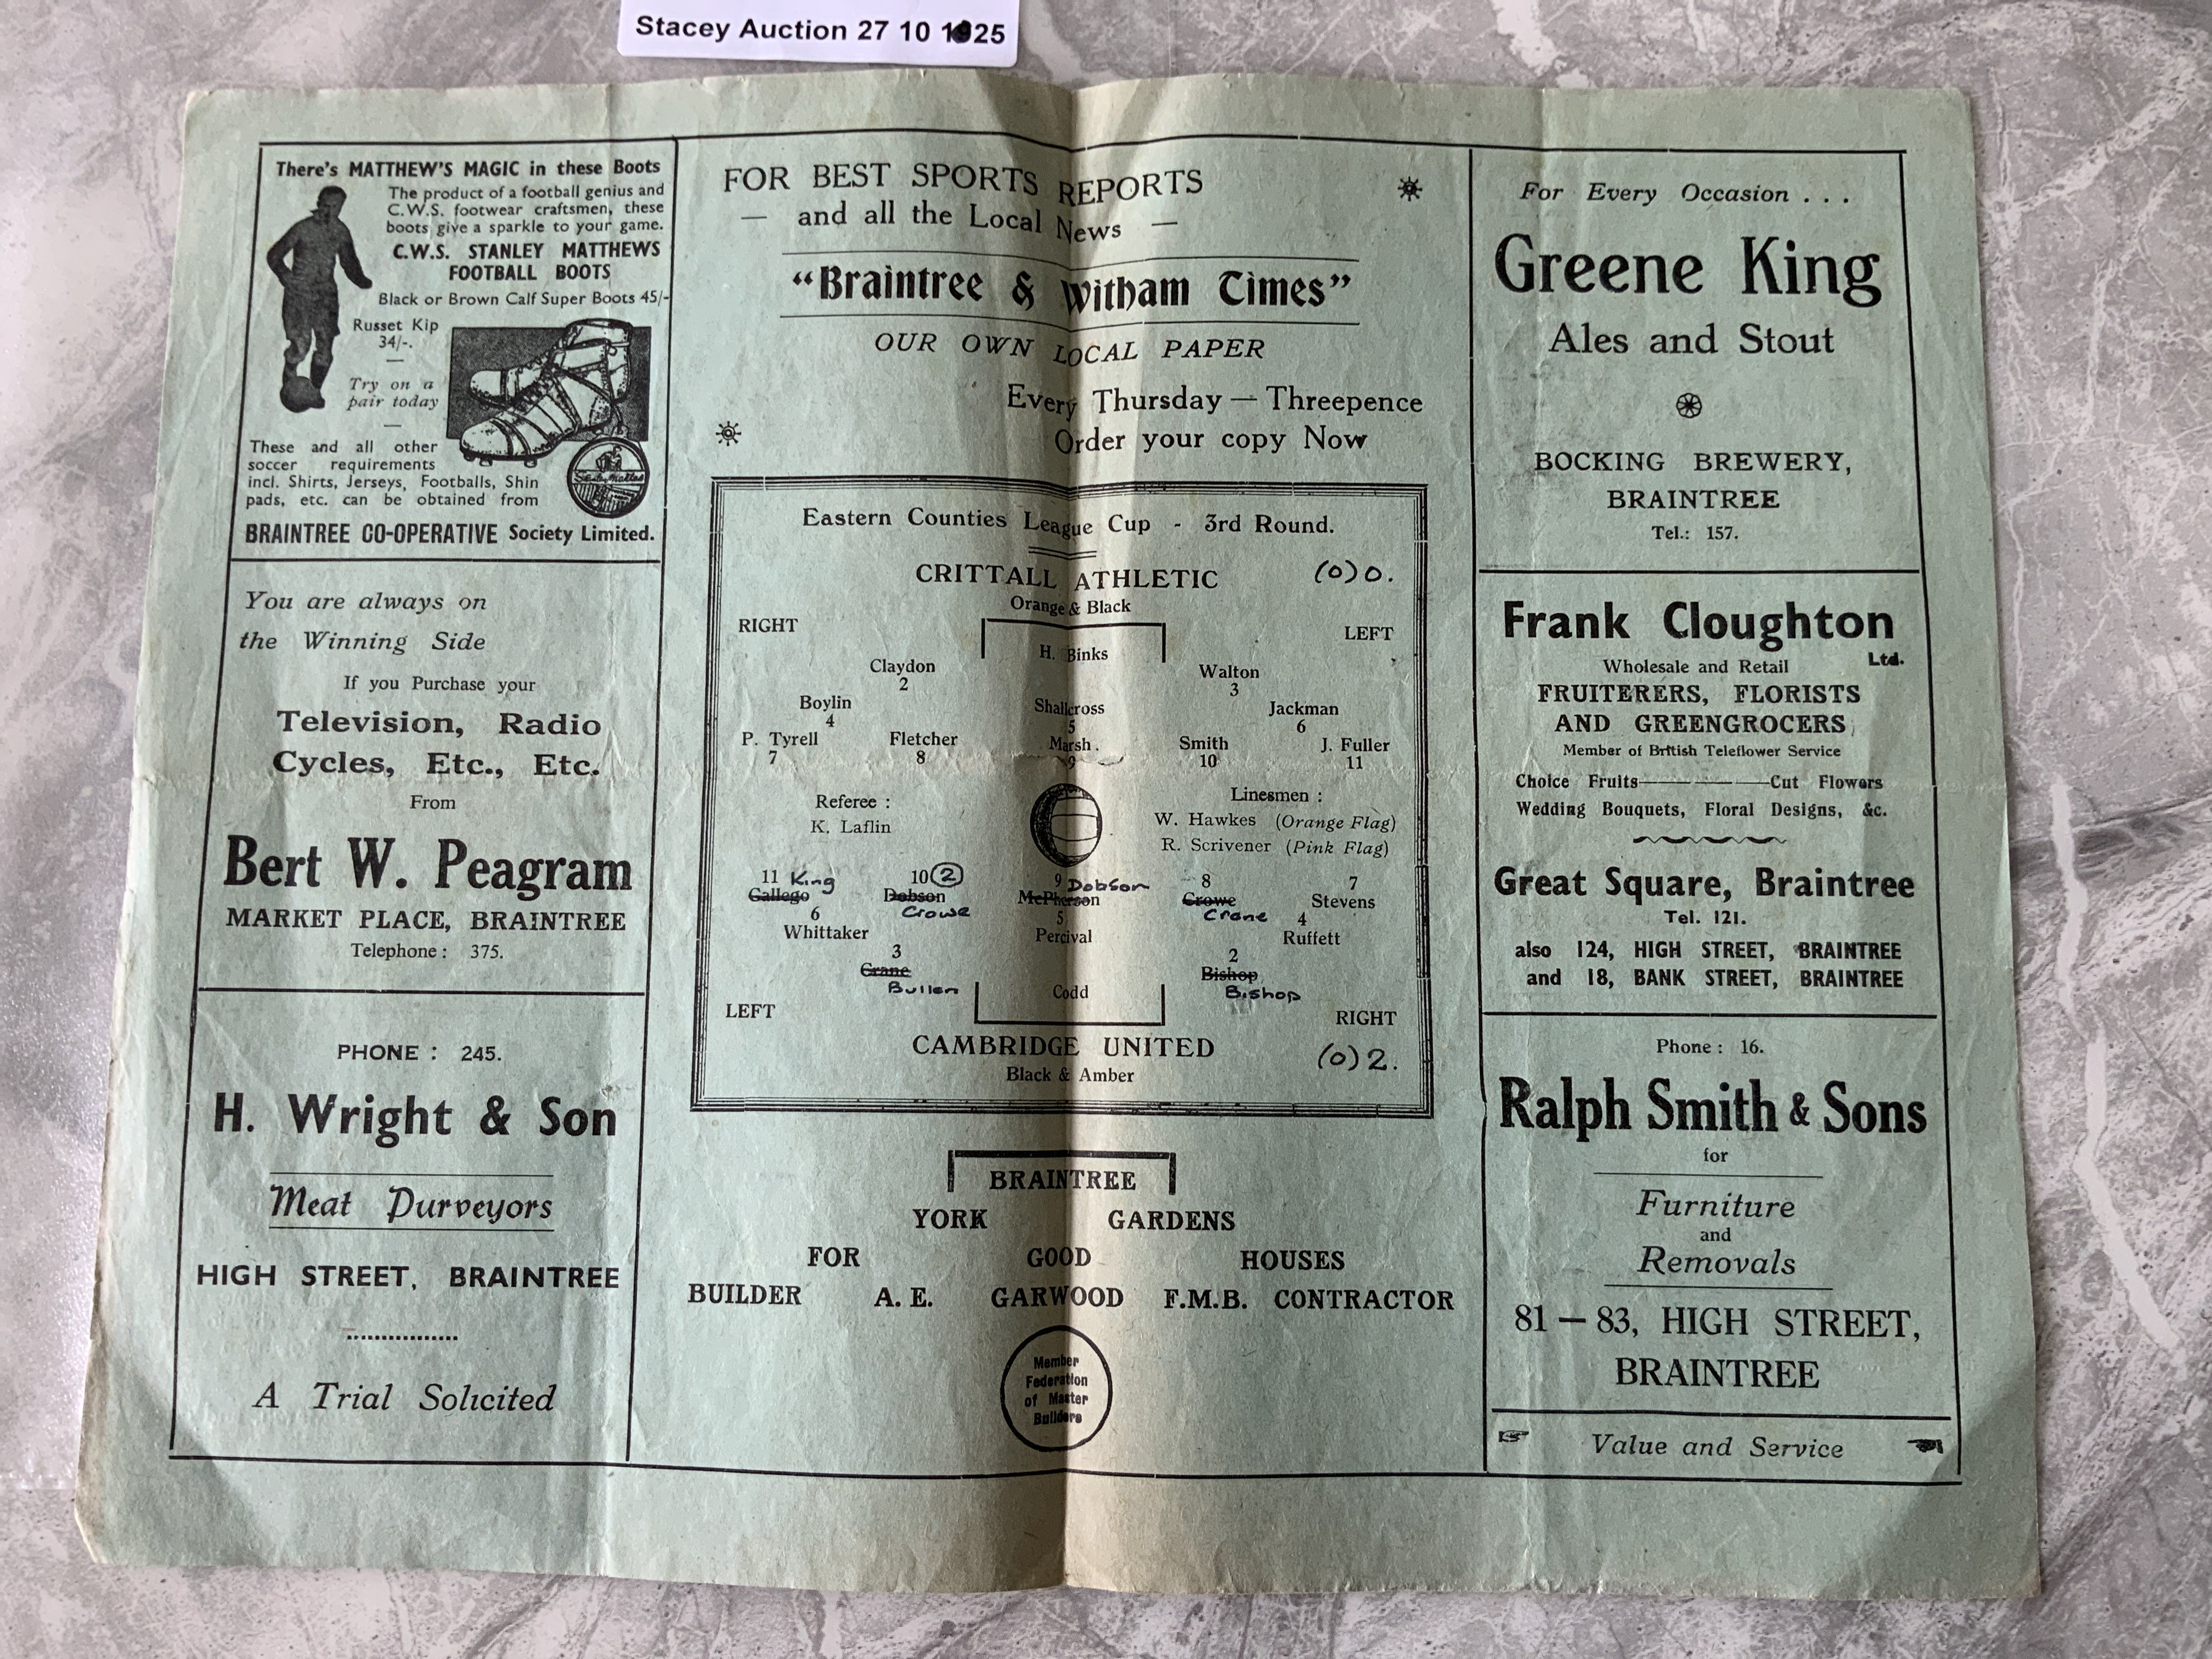 Stacey Auction 27 10 1925
There's MATTHEW'S MAGIC in these Boots
The product of a football genius and
C.W.S. footwear craftsmen, these
boots give a sparkle to your game.
C.W.S. STANLEY MATTHEWS
FOOTBALL BOOTS
Black or Brown Calf Super Boots 45/-
Russet Kip
34/-.
Try on a
pair today
These and all other
soccer requirements
incl. Shirts, Jerseys, Footballs, Shin
pads, etc. can be obtained from
BRAINTREE CO-OPERATIVE Society Limited.
You are always on
the Winning Side
If you Purchase your
Television, Radio
Cycles, Etc., Etc.
From
Bert W. Peagram
MARKET PLACE, BRAINTREE
Telephone : 375.
PHONE : 245.
H. Wright & Son
Meat Purveyors
HIGH STREET, BRAINTREE
A Trial Solicited
FOR BEST SPORTS REPORTS
— and all the Local News —
"Braintree & Witham Times"
OUR OWN LOCAL PAPER
Every Thursday — Threepence
Order your copy Now
Eastern Counties League Cup - 3rd Round.
CRITTALL ATHLETIC (0) 0.
Orange & Black
RIGHT LEFT
H. Binks
Claydon Walton
2 3
Boylin Shallcross Jackman
4 5 6
P. Tyrell Fletcher Marsh. Smith J. Fuller
7 8 9 10 11
Referee : Linesmen :
K. Laflin W. Hawkes (Orange Flag)
R. Scrivener (Pink Flag)
11 King 10 2 9 Dobson 8 7
Gallego Dobson McPherson Crowe Stevens
Crowe Crane
6 5 4
Whittaker Percival Ruffett
3 2
Crane Bishop
Bullen Codd Bishop
LEFT RIGHT
CAMBRIDGE UNITED (0) 2.
Black & Amber
BRAINTREE
YORK GARDENS
FOR GOOD HOUSES
BUILDER A. E. GARWOOD F.M.B. CONTRACTOR
Member
Federation
of Master
Builders
For Every Occasion . . .
Greene King
Ales and Stout
BOCKING BREWERY,
BRAINTREE
Tel.: 157.
Frank Cloughton
Ltd.
Wholesale and Retail
FRUITERERS, FLORISTS
AND GREENGROCERS
Member of British Teleflower Service
Choice Fruits— — —Cut Flowers
Wedding Bouquets, Floral Designs, &c.
Great Square, Braintree
Tel. 121.
also 124, HIGH STREET, BRAINTREE
and 18, BANK STREET, BRAINTREE
Phone : 16.
Ralph Smith & Sons
for
Furniture
and
Removals
81 — 83, HIGH STREET,
BRAINTREE
Value and Service